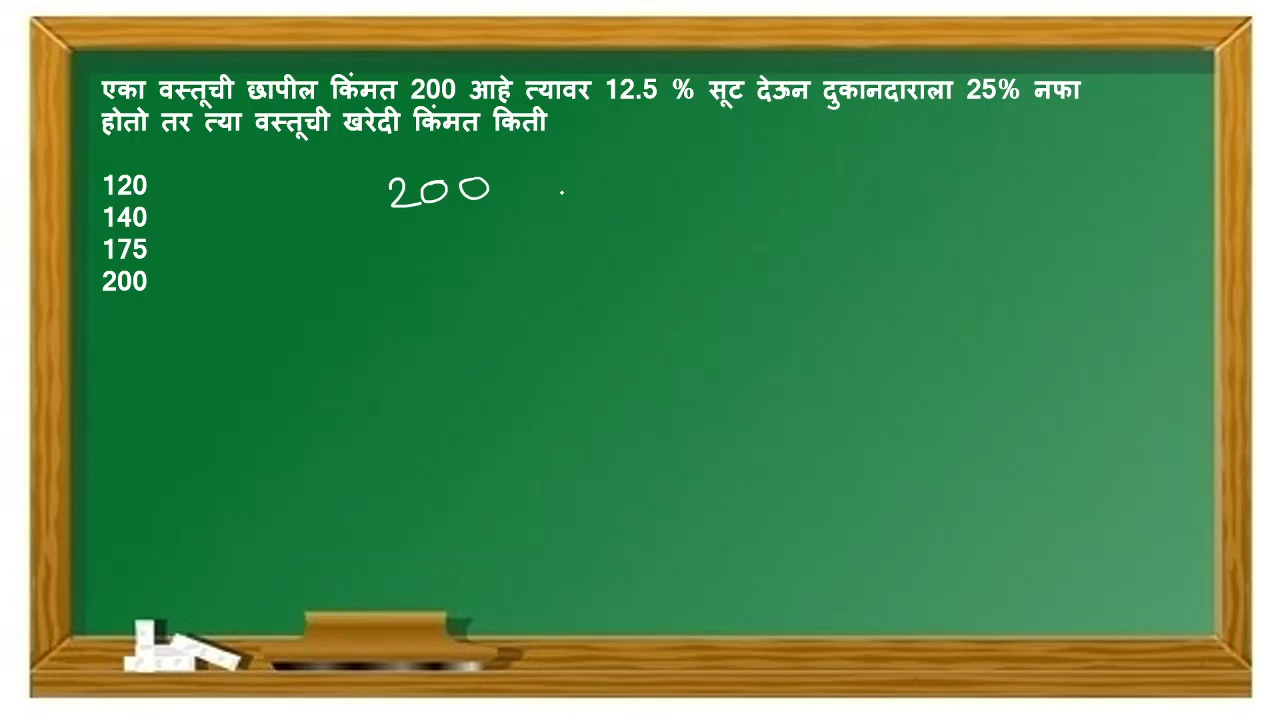 एका वस्तूची छापील किंमत 200 आहे त्यावर 12.5 % सूट देऊन दुकानदाराला 25% नफा
होतो तर त्या वस्तूची खरेदी किंमत किती
120
200
140
175
200